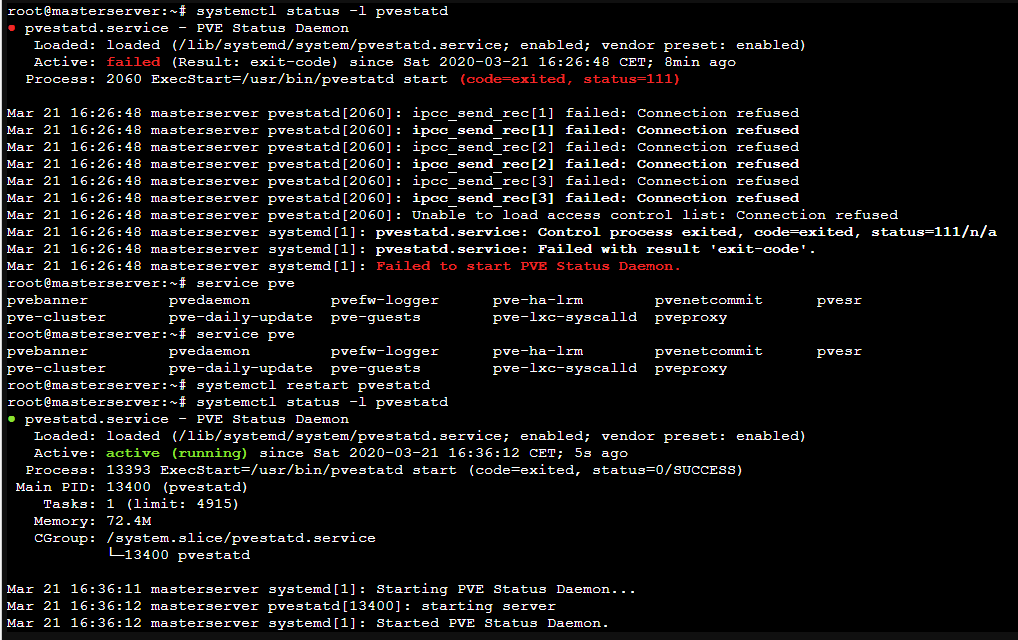 root@masterserver:~# systemctl status -l pvestatd
● pvestatd.service - PVE Status Daemon
   Loaded: loaded (/lib/systemd/system/pvestatd.service; enabled; vendor preset: enabled)
   Active: failed (Result: exit-code) since Sat 2020-03-21 16:26:48 CET; 8min ago
  Process: 2060 ExecStart=/usr/bin/pvestatd start (code=exited, status=111)

Mar 21 16:26:48 masterserver pvestatd[2060]: ipcc_send_rec[1] failed: Connection refused
Mar 21 16:26:48 masterserver pvestatd[2060]: ipcc_send_rec[1] failed: Connection refused
Mar 21 16:26:48 masterserver pvestatd[2060]: ipcc_send_rec[2] failed: Connection refused
Mar 21 16:26:48 masterserver pvestatd[2060]: ipcc_send_rec[2] failed: Connection refused
Mar 21 16:26:48 masterserver pvestatd[2060]: ipcc_send_rec[3] failed: Connection refused
Mar 21 16:26:48 masterserver pvestatd[2060]: ipcc_send_rec[3] failed: Connection refused
Mar 21 16:26:48 masterserver pvestatd[2060]: Unable to load access control list: Connection refused
Mar 21 16:26:48 masterserver systemd[1]: pvestatd.service: Control process exited, code=exited, status=111/n/a
Mar 21 16:26:48 masterserver systemd[1]: pvestatd.service: Failed with result 'exit-code'.
Mar 21 16:26:48 masterserver systemd[1]: Failed to start PVE Status Daemon.
root@masterserver:~# service pve
pvebanner         pvedaemon         pvefw-logger      pve-ha-lrm        pvenetcommit      pvesr
pve-cluster       pve-daily-update  pve-guests        pve-lxc-syscalld  pveproxy
root@masterserver:~# service pve
pvebanner         pvedaemon         pvefw-logger      pve-ha-lrm        pvenetcommit      pvesr
pve-cluster       pve-daily-update  pve-guests        pve-lxc-syscalld  pveproxy
root@masterserver:~# systemctl restart pvestatd
root@masterserver:~# systemctl status -l pvestatd
● pvestatd.service - PVE Status Daemon
   Loaded: loaded (/lib/systemd/system/pvestatd.service; enabled; vendor preset: enabled)
   Active: active (running) since Sat 2020-03-21 16:36:12 CET; 5s ago
  Process: 13393 ExecStart=/usr/bin/pvestatd start (code=exited, status=0/SUCCESS)
 Main PID: 13400 (pvestatd)
    Tasks: 1 (limit: 4915)
   Memory: 72.4M
   CGroup: /system.slice/pvestatd.service
           └─13400 pvestatd

Mar 21 16:36:11 masterserver systemd[1]: Starting PVE Status Daemon...
Mar 21 16:36:12 masterserver pvestatd[13400]: starting server
Mar 21 16:36:12 masterserver systemd[1]: Started PVE Status Daemon.